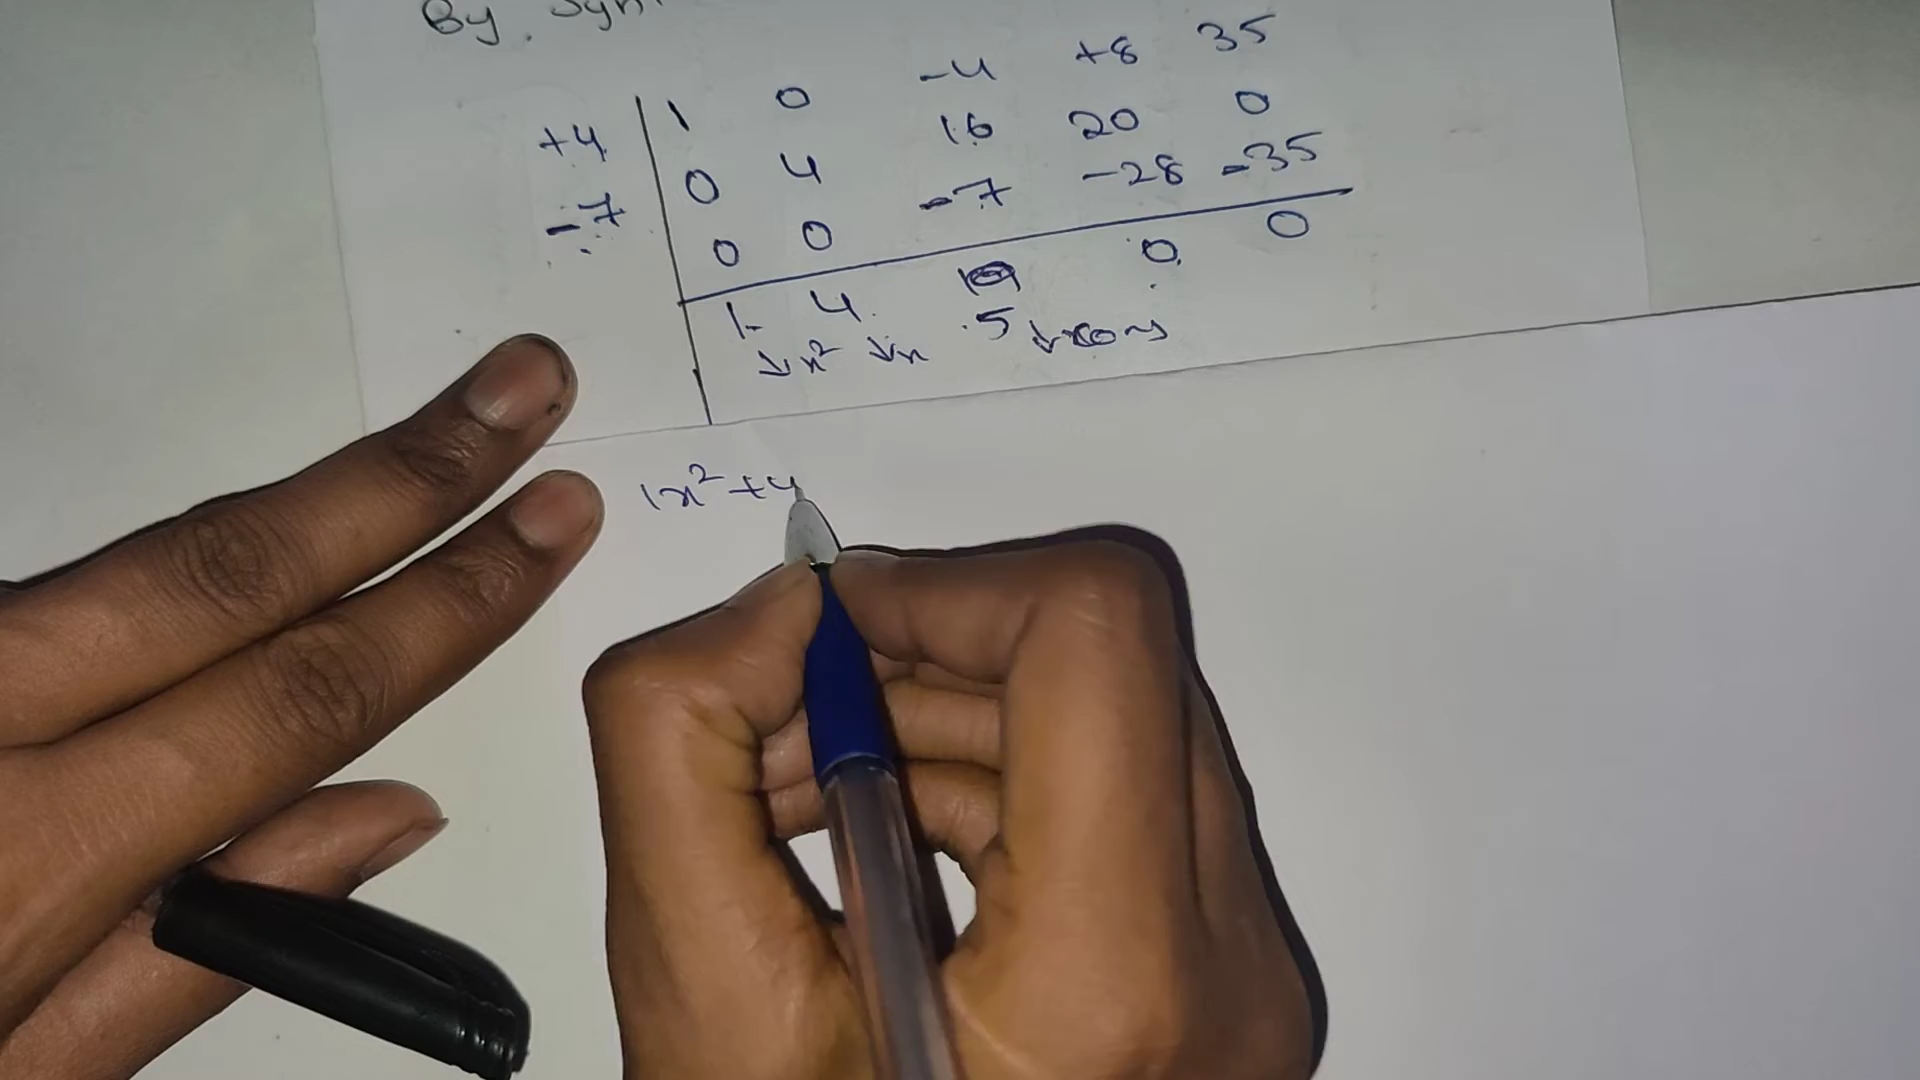 By Syn
1 0 -4 +8 35
+4 0 4 16 20 0
-7 0 0 -7 -28 -35
1 4 0 0
↓x² ↓x 5 ↓cons
1x² +4